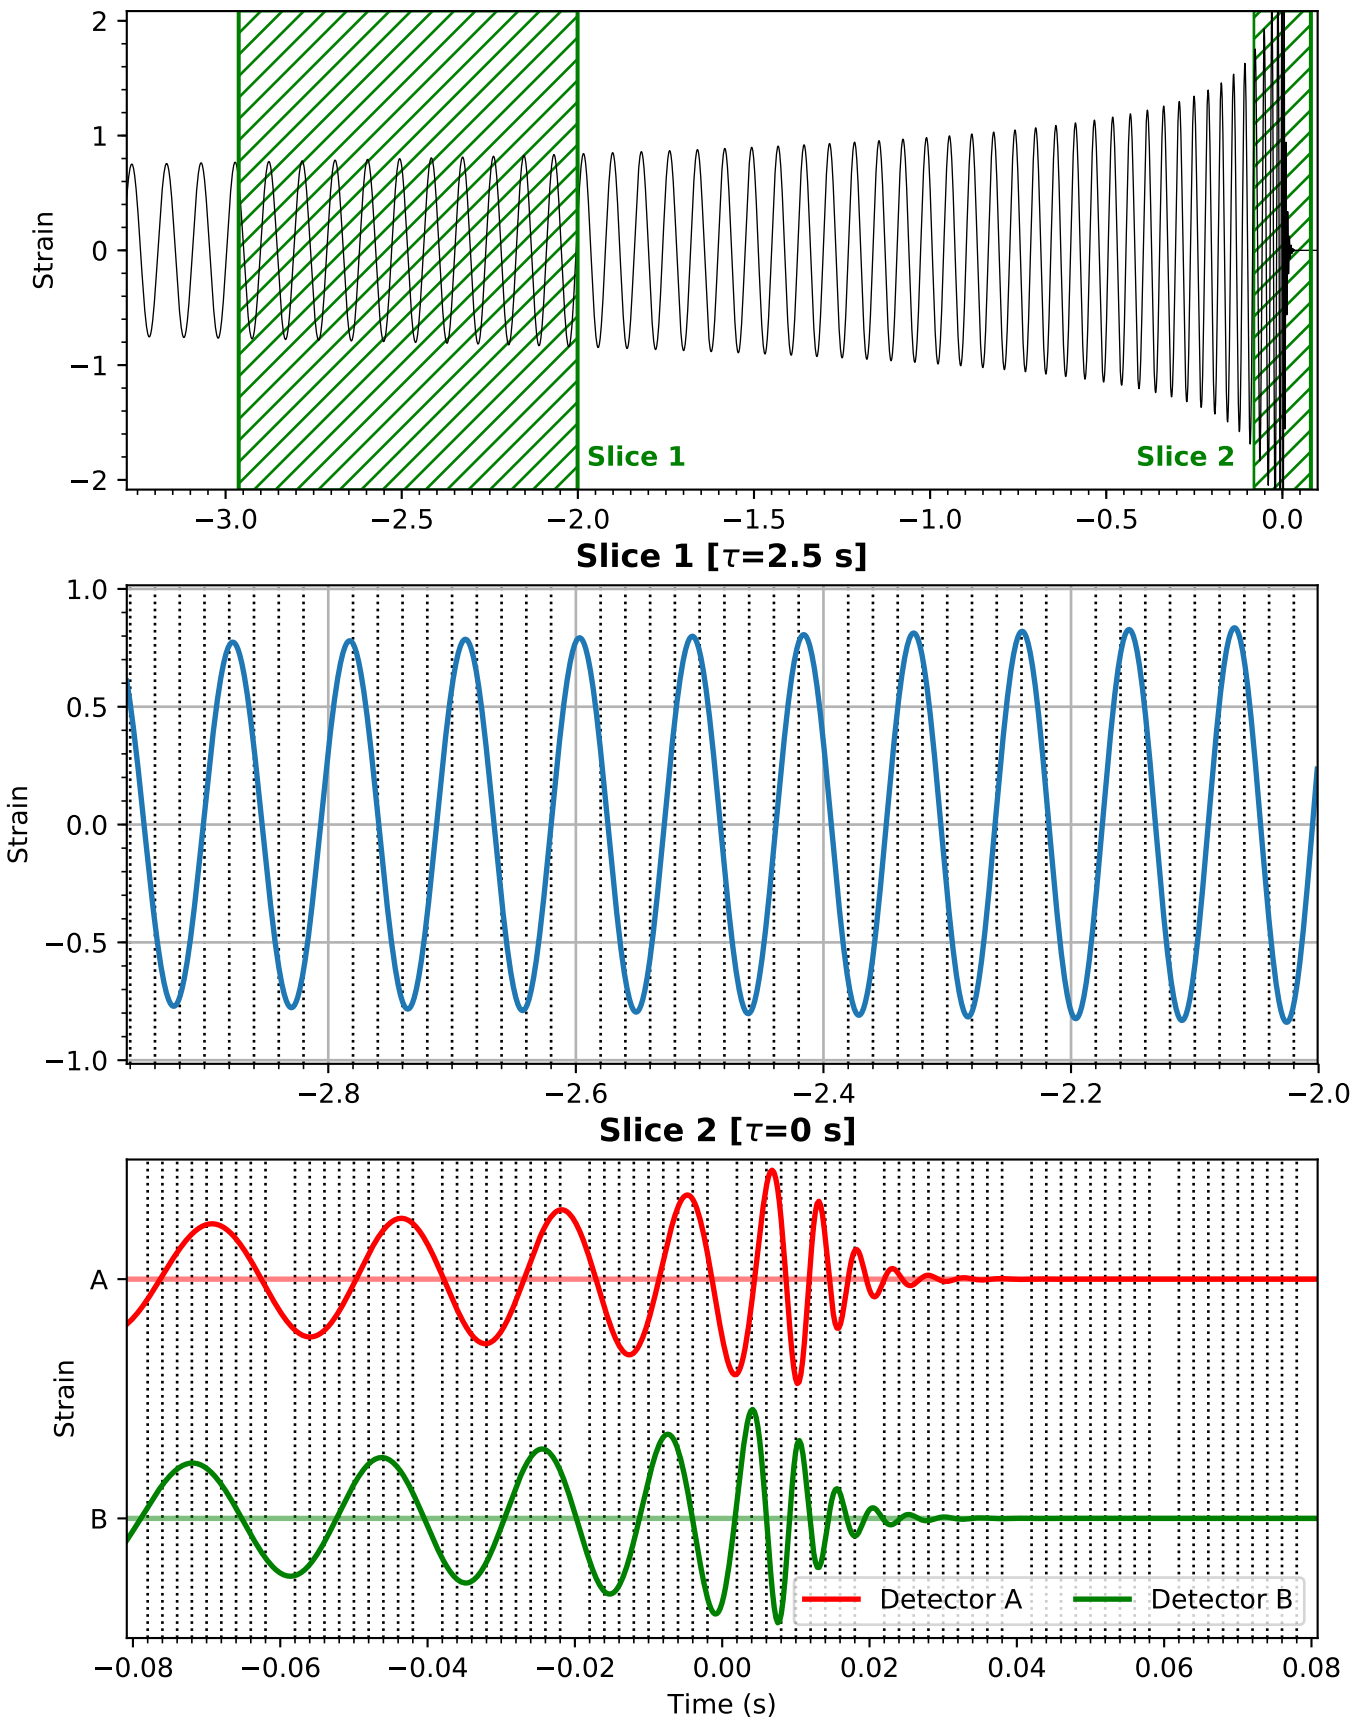 2
1
0
−1
−2
Strain
Slice 1
Slice 2
−3.0 −2.5 −2.0 −1.5 −1.0 −0.5 0.0
Slice 1 [τ=2.5 s]
1.0
0.5
0.0
−0.5
−1.0
Strain
−2.8 −2.6 −2.4 −2.2 −2.0
Slice 2 [τ=0 s]
A
B
Strain
Detector A Detector B
−0.08 −0.06 −0.04 −0.02 0.00 0.02 0.04 0.06 0.08
Time (s)